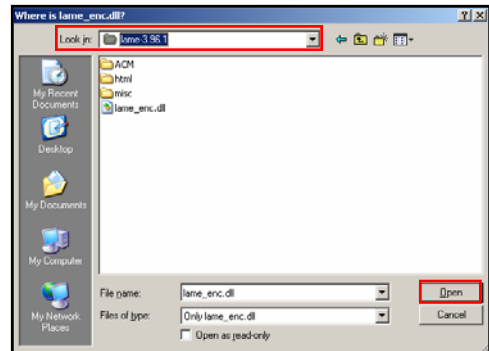 Where is lame_enc.dll?
Look in:
lame-3.96.1
ACM
html
misc
lame_enc.dll
My Recent
Documents
Desktop
My Documents
My Computer
My Network
Places
File name:
lame_enc.dll
Open
Files of type:
Only lame_enc.dll
Cancel
Open as read-only